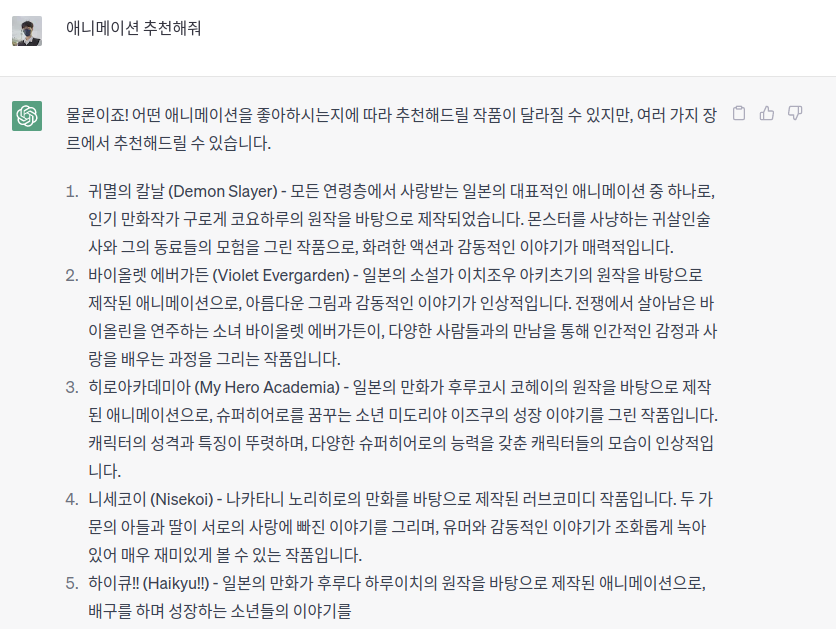 애니메이션 추천해줘
물론이죠! 어떤 애니메이션을 좋아하시는지에 따라 추천해드릴 작품이 달라질 수 있지만, 여러 가지 장
르에서 추천해드릴 수 있습니다.
1. 귀멸의 칼날 (Demon Slayer) - 모든 연령층에서 사랑받는 일본의 대표적인 애니메이션 중 하나로,
인기 만화작가 구로게 코요하루의 원작을 바탕으로 제작되었습니다. 몬스터를 사냥하는 귀살인술
사와 그의 동료들의 모험을 그린 작품으로, 화려한 액션과 감동적인 이야기가 매력적입니다.
2. 바이올렛 에버가든 (Violet Evergarden) - 일본의 소설가 이치조우 아키츠기의 원작을 바탕으로
제작된 애니메이션으로, 아름다운 그림과 감동적인 이야기가 인상적입니다. 전쟁에서 살아남은 바
이올린을 연주하는 소녀 바이올렛 에버가든이, 다양한 사람들과의 만남을 통해 인간적인 감정과 사
랑을 배우는 과정을 그리는 작품입니다.
3. 히로아카데미아 (My Hero Academia) - 일본의 만화가 후루코시 코헤이의 원작을 바탕으로 제작
된 애니메이션으로, 슈퍼히어로를 꿈꾸는 소년 미도리야 이즈쿠의 성장 이야기를 그린 작품입니다.
캐릭터의 성격과 특징이 뚜렷하며, 다양한 슈퍼히어로의 능력을 갖춘 캐릭터들의 모습이 인상적입
니다.
4. 니세코이 (Nisekoi) - 나카타니 노리히로의 만화를 바탕으로 제작된 러브코미디 작품입니다. 두 가
문의 아들과 딸이 서로의 사랑에 빠진 이야기를 그리며, 유머와 감동적인 이야기가 조화롭게 녹아
있어 매우 재미있게 볼 수 있는 작품입니다.
5. 하이큐!! (Haikyu!!) - 일본의 만화가 후루다 하루이치의 원작을 바탕으로 제작된 애니메이션으로,
배구를 하며 성장하는 소년들의 이야기를